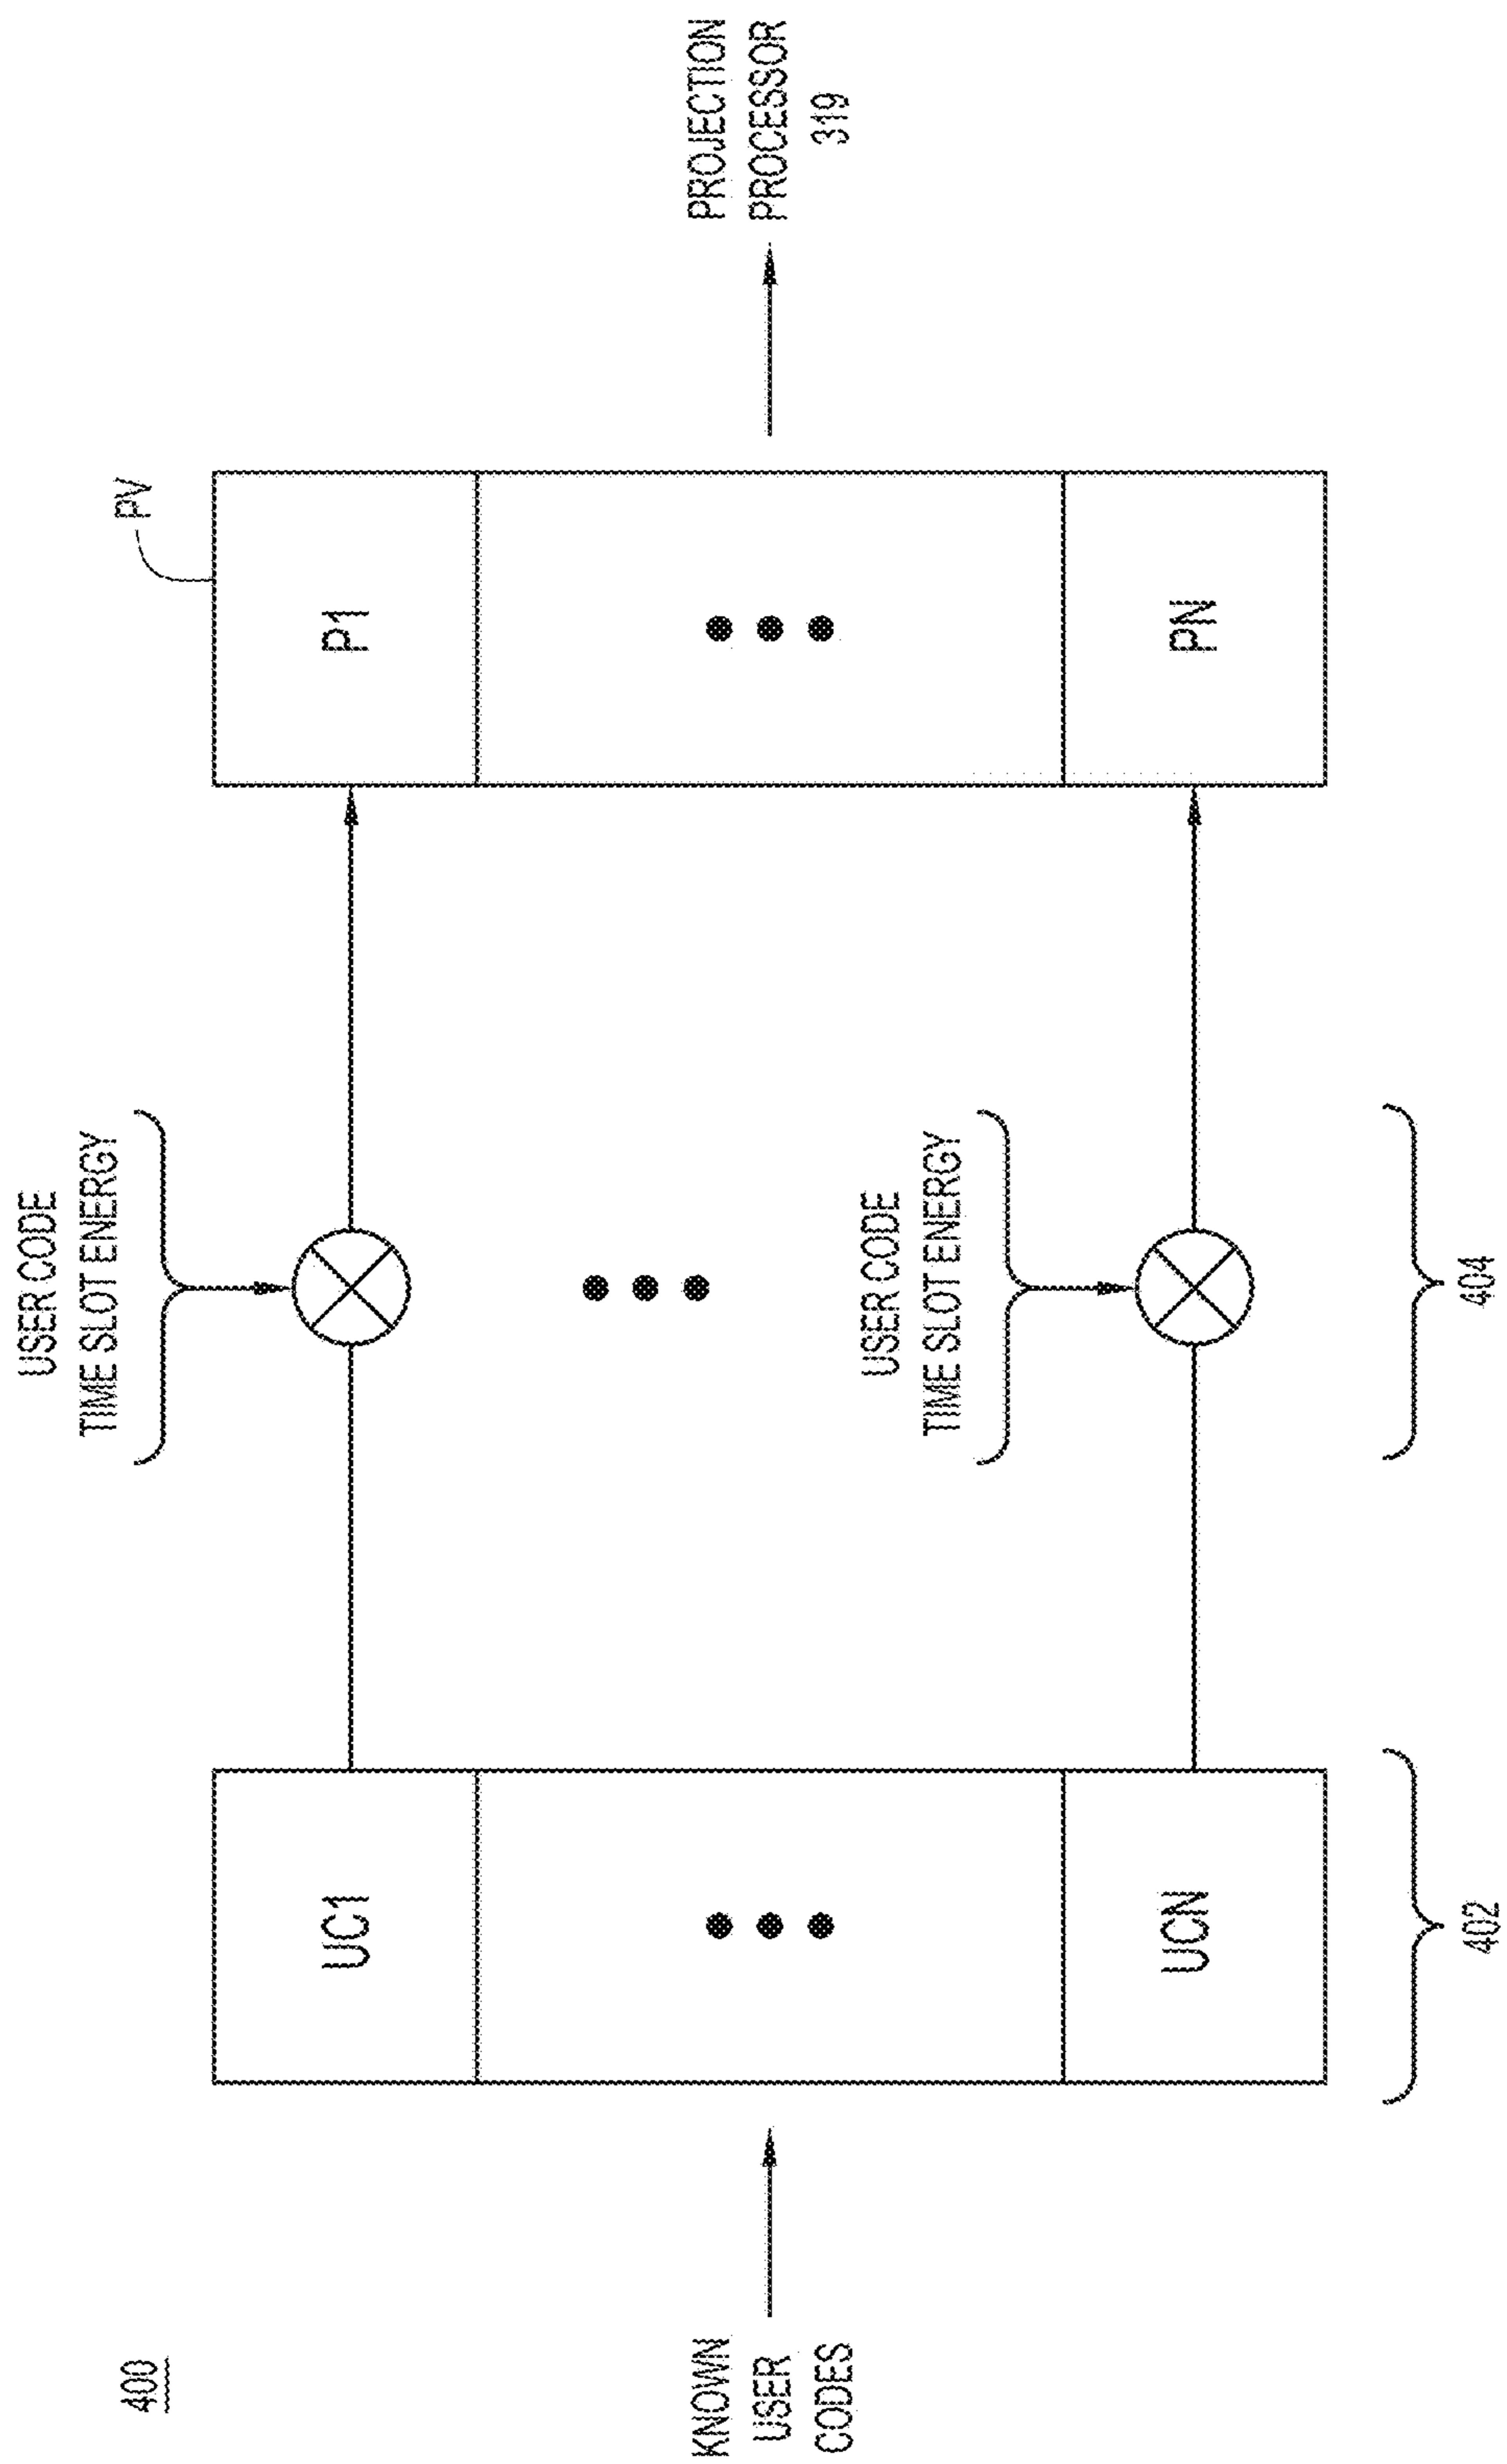 400
KNOWN
USER
CODES
UC1
UCN
402
USER CODE
TIME SLOT ENERGY
USER CODE
TIME SLOT ENERGY
404
PV
P1
PN
PROJECTION
PROCESSOR
319